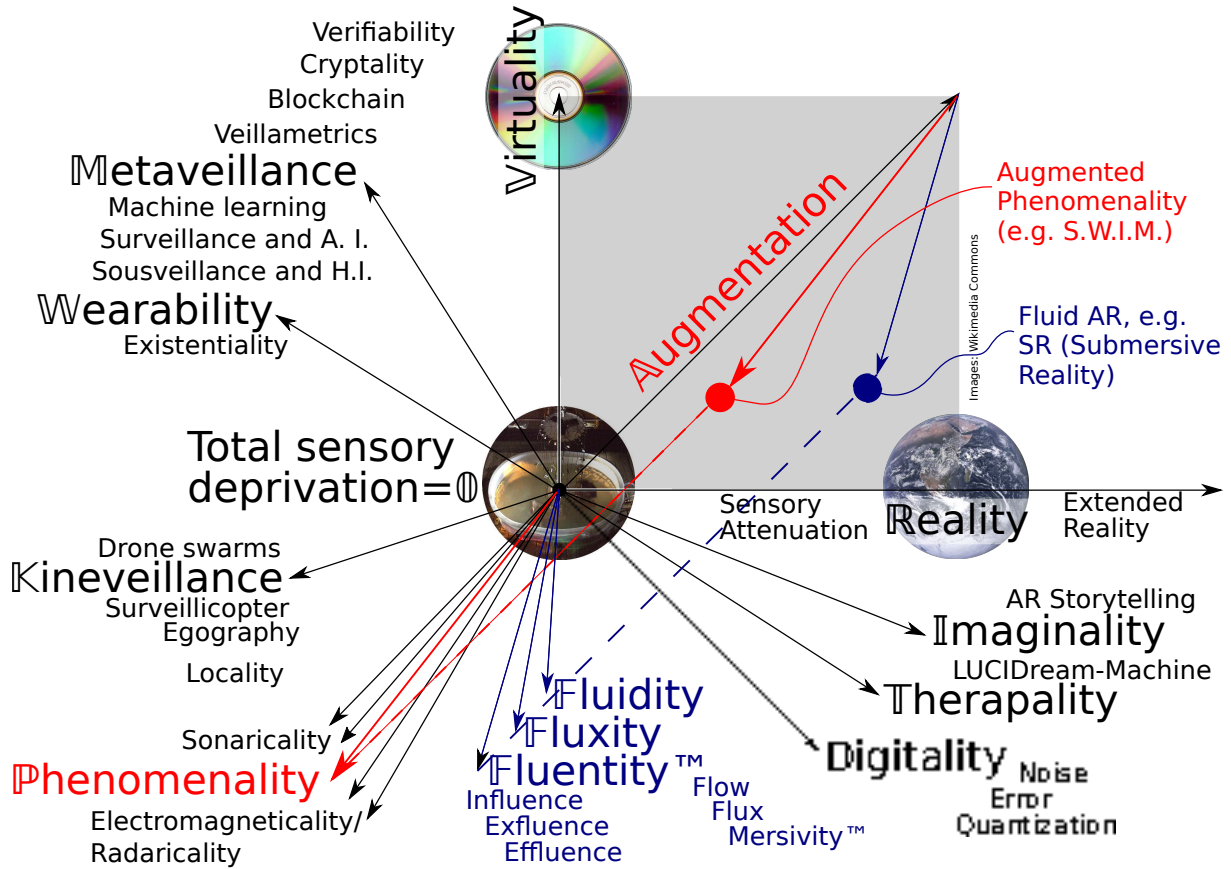 Verifiability
Cryptality
Blockchain
Veillametrics
𝕄etaveillance
Machine learning
Surveillance and A. I.
Sousveillance and H.I.
𝕎earability
Existentiality
𝕍irtuality
𝔸ugmentation
Augmented
Phenomenality
(e.g. S.W.I.M.)
Images: Wikimedia Commons
Fluid AR, e.g.
SR (Submersive
Reality)
Total sensory
deprivation=𝕆
Sensory
Attenuation
ℝeality
Extended
Reality
Drone swarms
𝕂ineveillance
Surveillicopter
Egography
Locality
Sonaricality
ℙhenomenality
Electromagneticality/
Radaricality
𝔽luidity
𝔽luxity
𝔽luentity™
Influence
Exfluence
Effluence
Flow
Flux
Mersivity™
AR Storytelling
𝕀maginality
LUCIDream-Machine
𝕋herapality
𝔻igitality
Noise
Error
Quantization